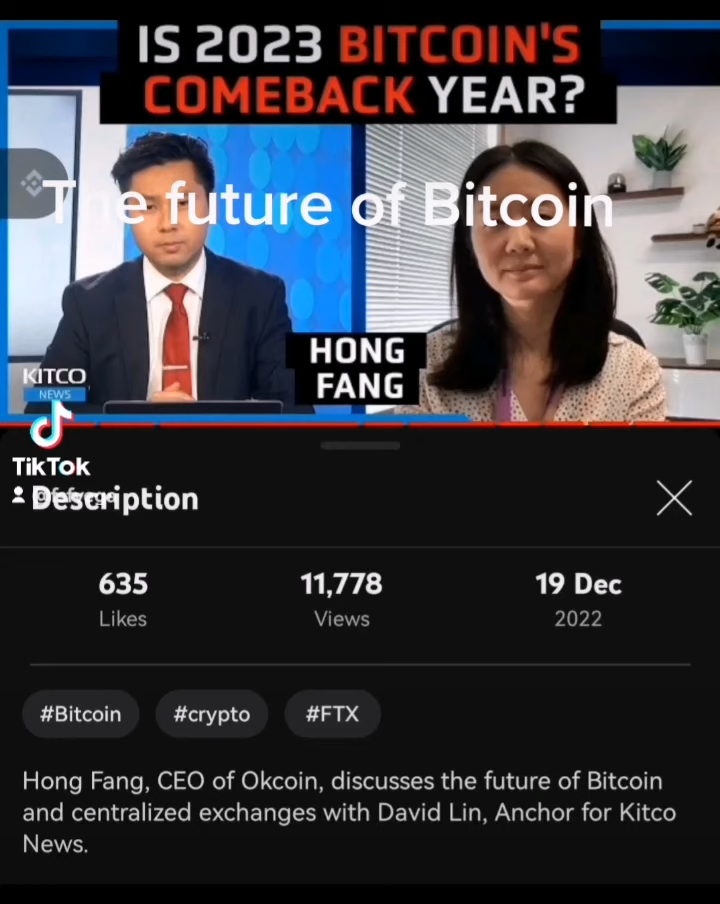 IS 2023 BITCOIN'S
COMEBACK YEAR?
The future of Bitcoin
HONG
FANG
KITCO
NEWS
TikTok
Description
635
Likes
11,778
Views
19 Dec
2022
#Bitcoin
#crypto
#FTX
Hong Fang, CEO of Okcoin, discusses the future of Bitcoin
and centralized exchanges with David Lin, Anchor for Kitco
News.